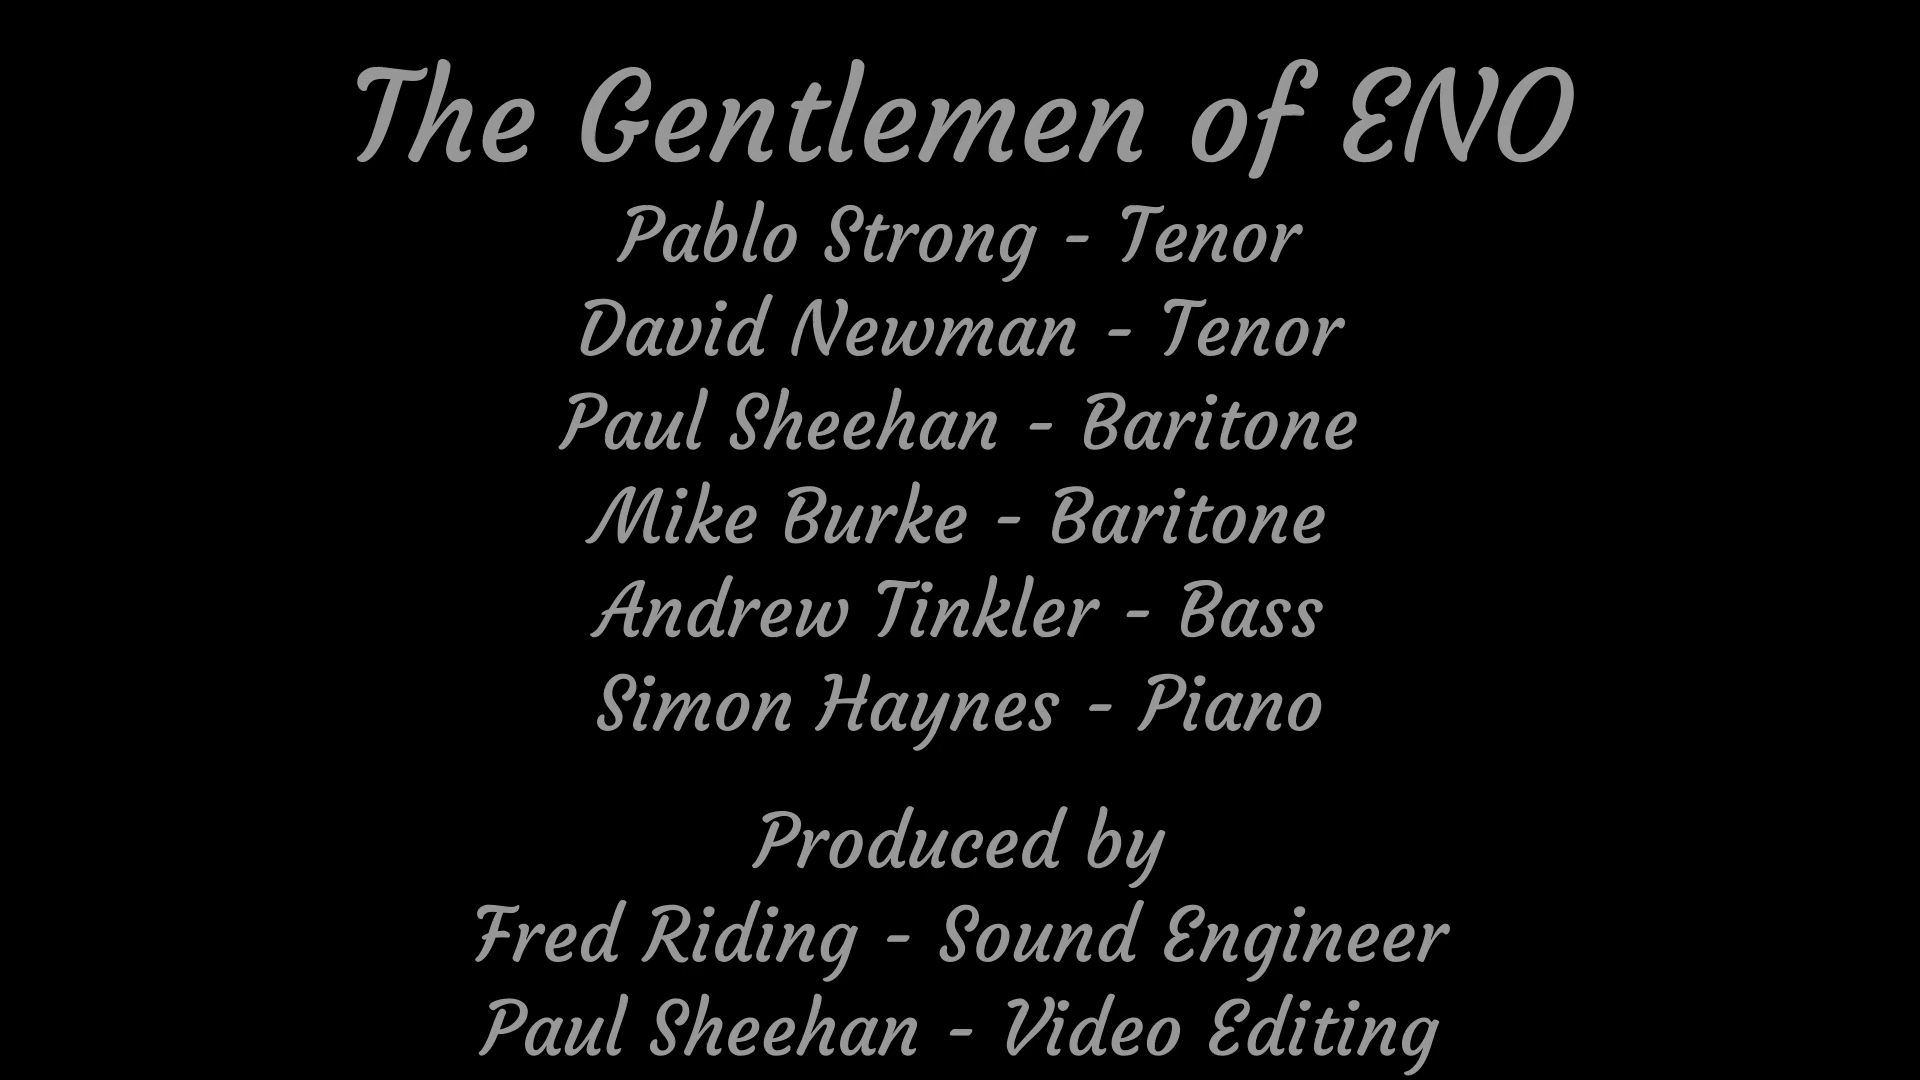 The Gentlemen of ENO
Pablo Strong - Tenor
David Newman - Tenor
Paul Sheehan - Baritone
Mike Burke - Baritone
Andrew Tinkler - Bass
Simon Haynes - Piano
Produced by
Fred Riding - Sound Engineer
Paul Sheehan - Video Editing